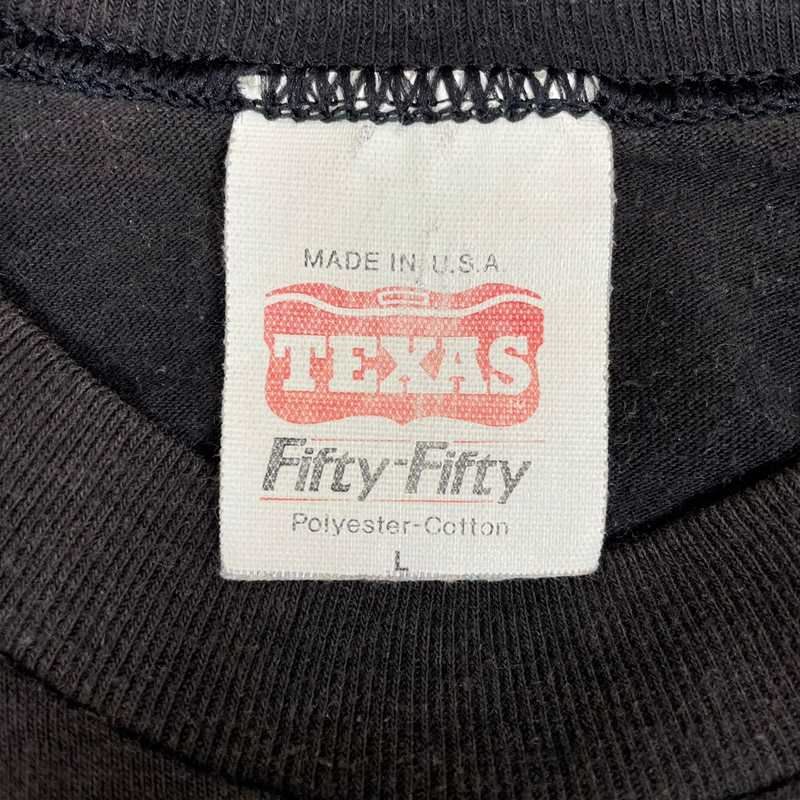 MADE IN U.S.A.
TEXAS
Fifty-Fifty
Polyester-Cotton
L